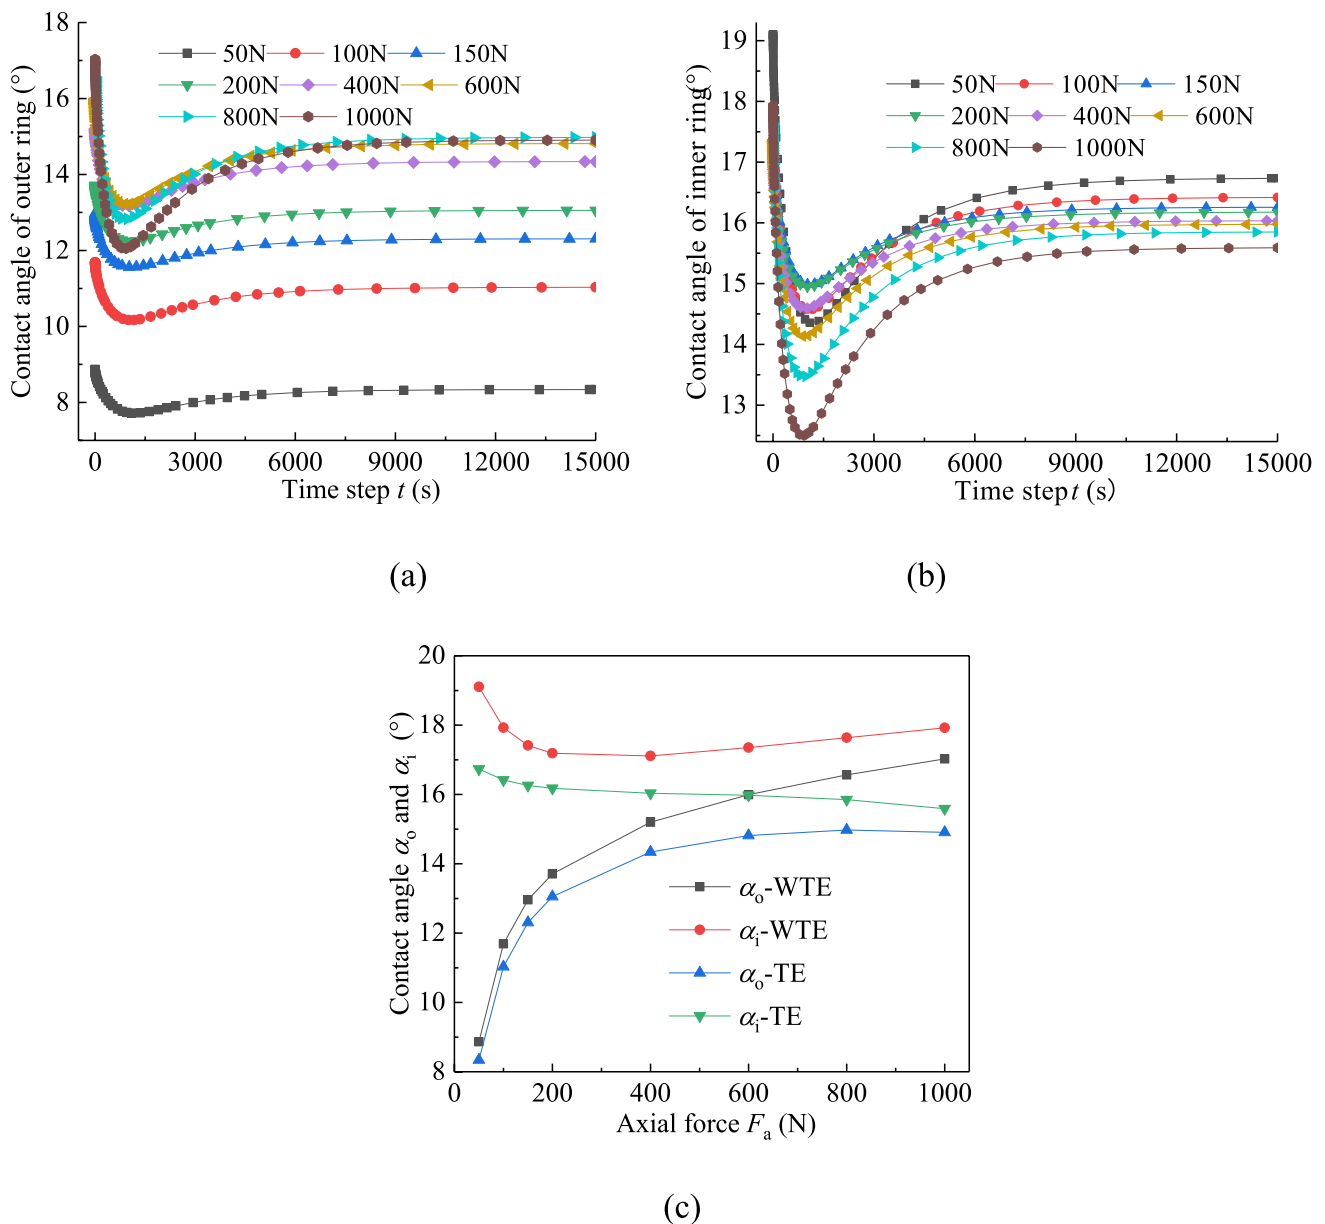 18
16
14
12
10
8
Contact angle of outer ring (°)
50N 100N 150N
200N 400N 600N
800N 1000N
0 3000 6000 9000 12000 15000
Time step t (s)
(a)
19
18
17
16
15
14
13
Contact angle of inner ring(°)
50N 100N 150N
200N 400N 600N
800N 1000N
0 3000 6000 9000 12000 15000
Time step t (s)
(b)
20
18
16
14
12
10
8
Contact angle αo and αi (°)
αo-WTE
αi-WTE
αo-TE
αi-TE
0 200 400 600 800 1000
Axial force Fa (N)
(c)